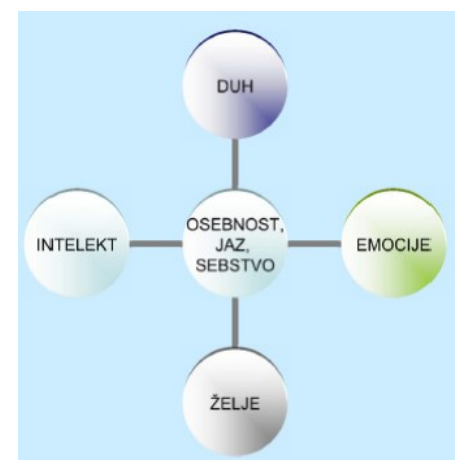 DUH
INTELEKT
OSEBNOST,
JAZ,
SEBSTVO
EMOCIJE
ŽELJE